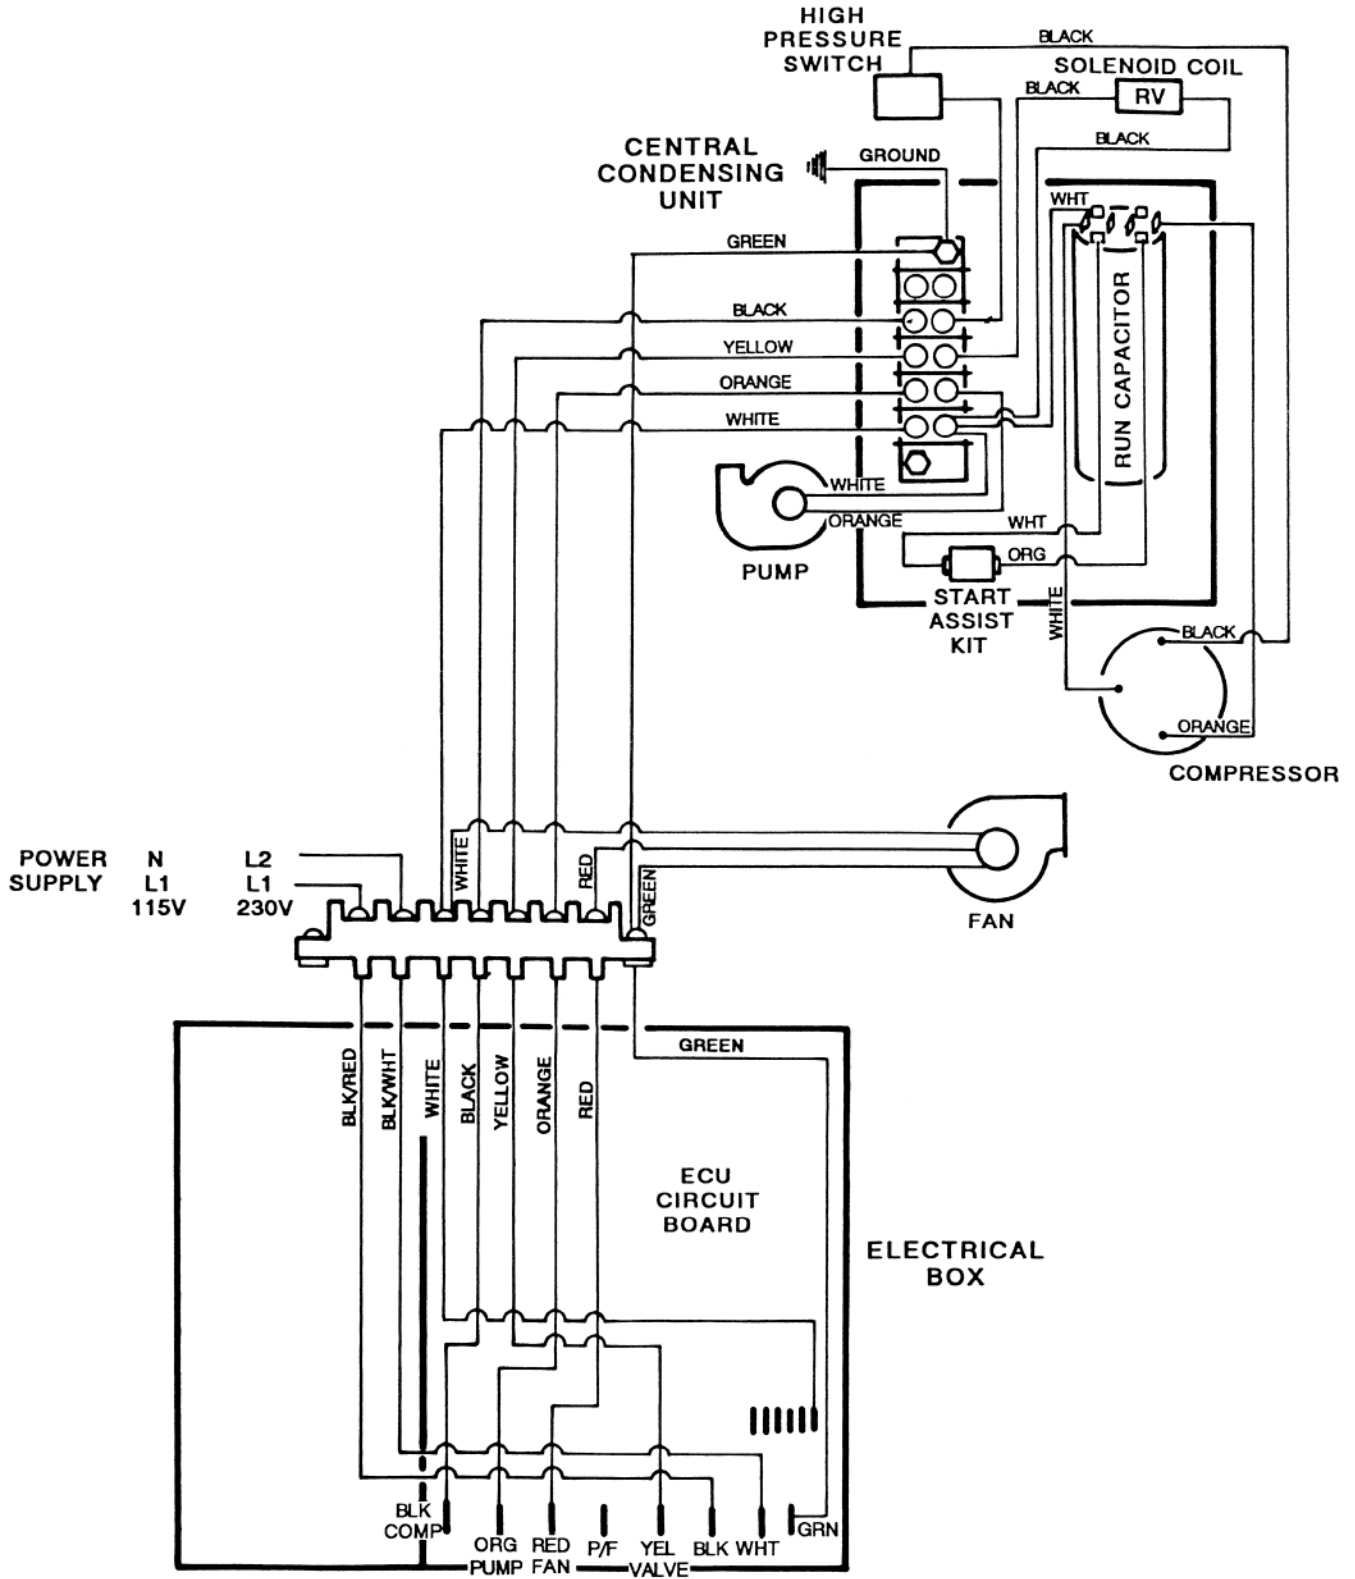 HIGH
PRESSURE
SWITCH
BLACK
SOLENOID COIL
BLACK
RV
BLACK
CENTRAL
CONDENSING
UNIT
GROUND
WHT
GREEN
BLACK
YELLOW
ORANGE
WHITE
RUN CAPACITOR
WHITE
ORANGE
PUMP
WHT
ORG
START
ASSIST
KIT
WHITE
BLACK
ORANGE
COMPRESSOR
POWER N L2
SUPPLY L1 L1
115V 230V
WHITE
RED
GREEN
FAN
BLK/RED
BLK/WHT
WHITE
BLACK
YELLOW
ORANGE
RED
GREEN
ECU
CIRCUIT
BOARD
ELECTRICAL
BOX
BLK
COMP
ORG
PUMP
RED
FAN
P/F
YEL
VALVE
BLK
WHT
GRN